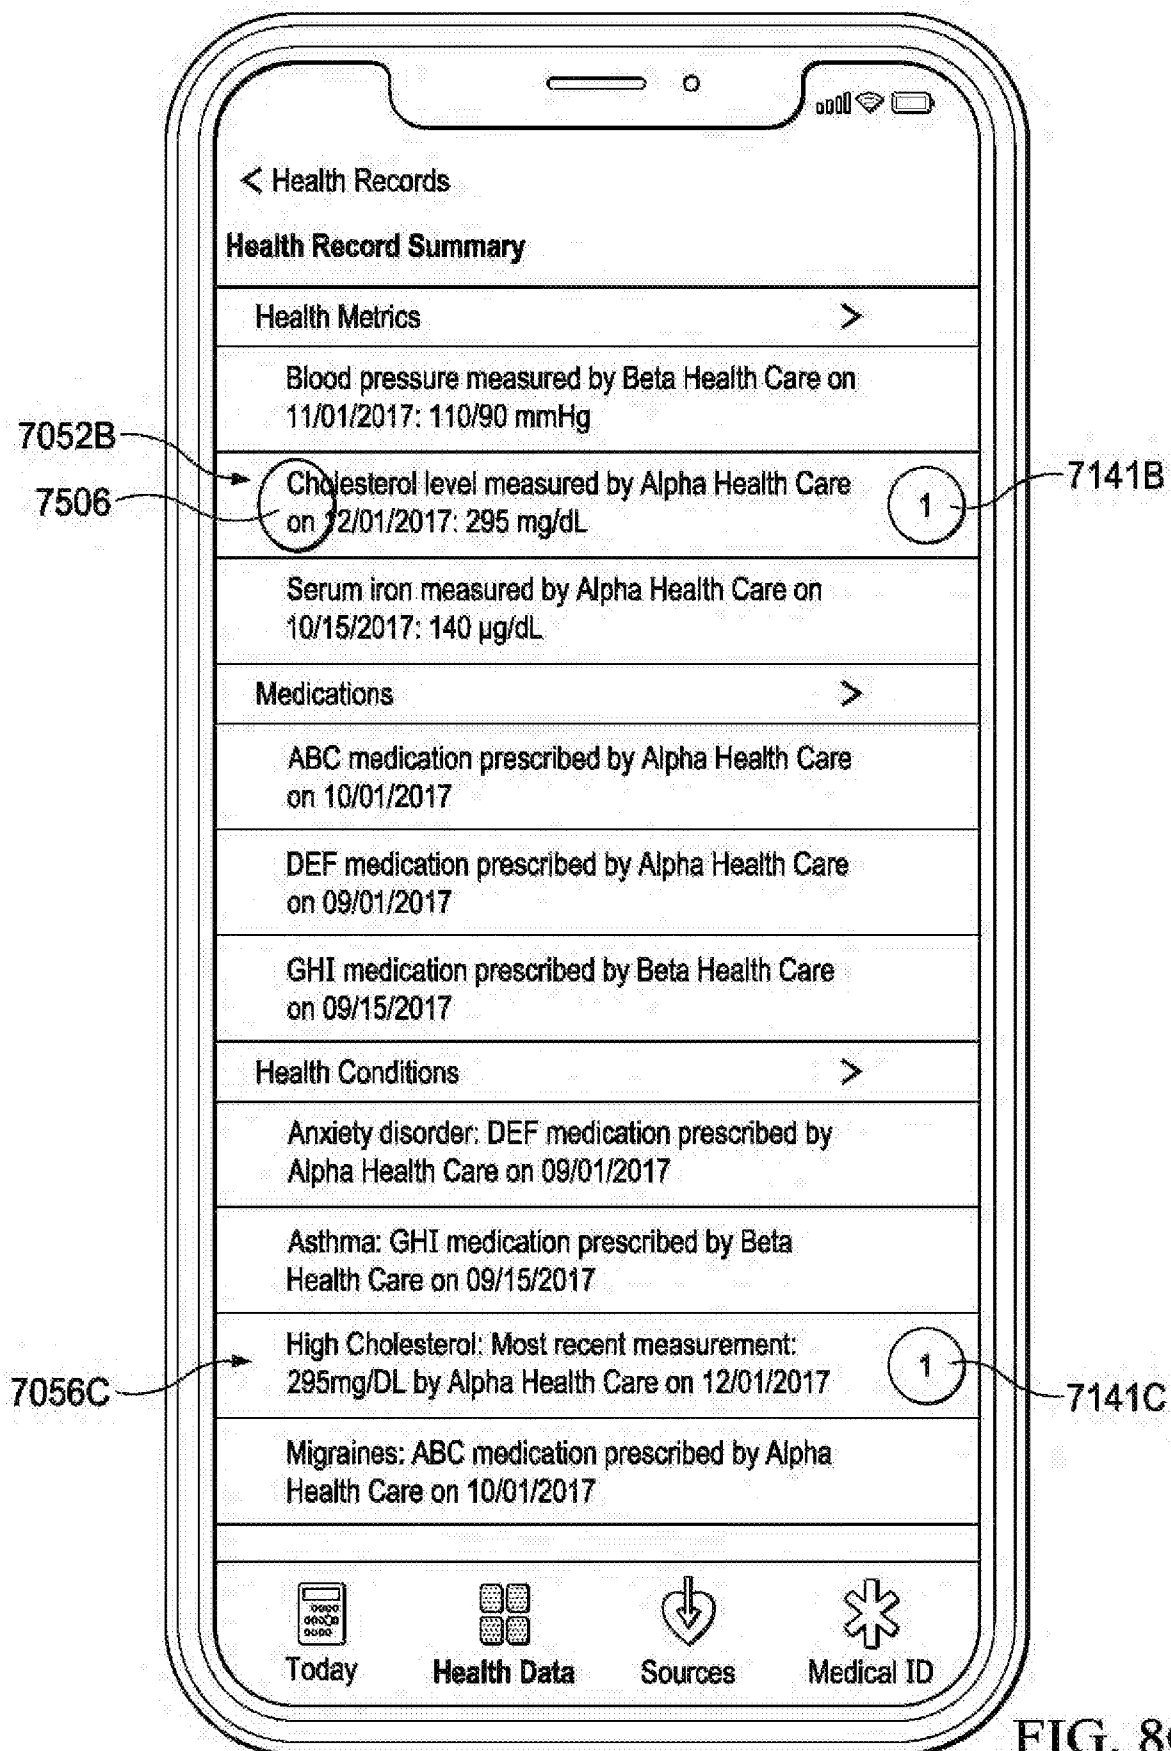 < Health Records
Health Record Summary
Health Metrics >
Blood pressure measured by Beta Health Care on
11/01/2017: 110/90 mmHg
7052B
7506
Cholesterol level measured by Alpha Health Care
on 12/01/2017: 295 mg/dL
1
7141B
Serum iron measured by Alpha Health Care on
10/15/2017: 140 µg/dL
Medications >
ABC medication prescribed by Alpha Health Care
on 10/01/2017
DEF medication prescribed by Alpha Health Care
on 09/01/2017
GHI medication prescribed by Beta Health Care
on 09/15/2017
Health Conditions >
Anxiety disorder: DEF medication prescribed by
Alpha Health Care on 09/01/2017
Asthma: GHI medication prescribed by Beta
Health Care on 09/15/2017
7056C
High Cholesterol: Most recent measurement:
295mg/DL by Alpha Health Care on 12/01/2017
1
7141C
Migraines: ABC medication prescribed by Alpha
Health Care on 10/01/2017
Today
Health Data
Sources
Medical ID
FIG.